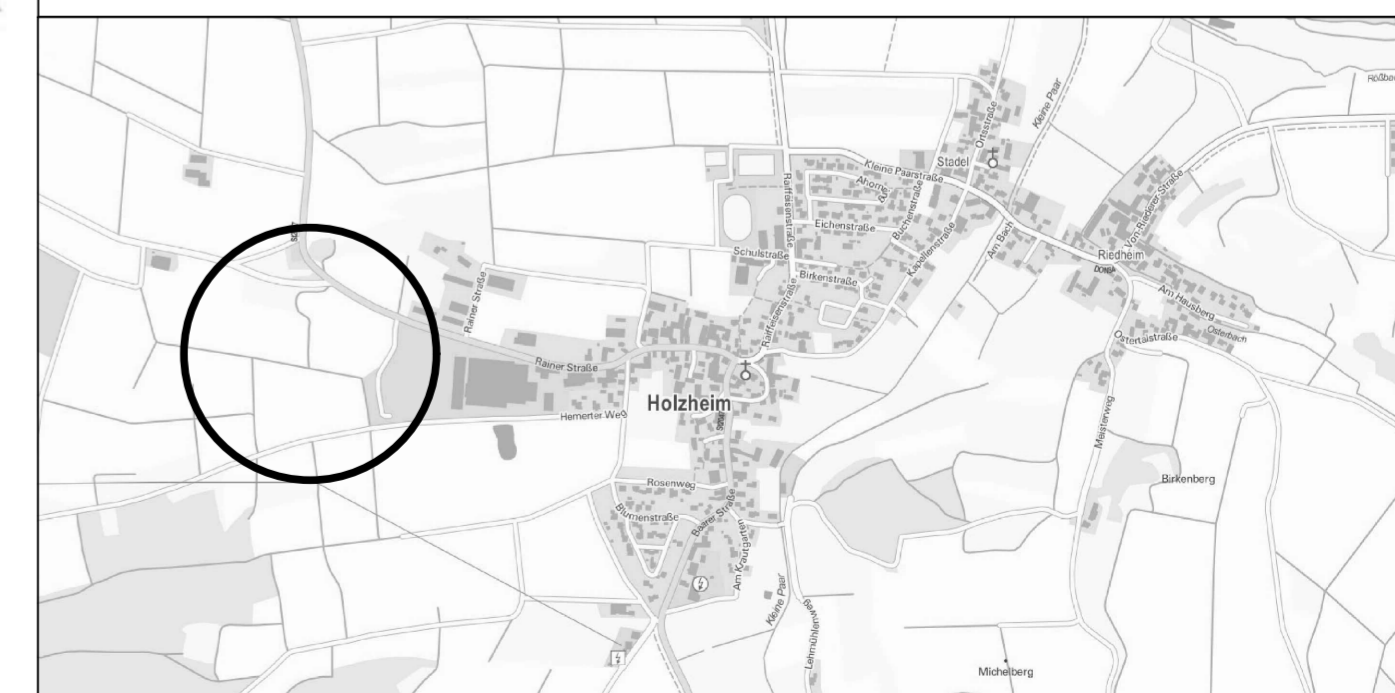 Rößba
Kleine Paar
Ortsstraße
Stadel
Kleine Paarstraße
Ahorn
Raiffeisenstraße
Buchenstraße
Von-Riederer-Straße
Eichenstraße
Kapellenstraße
Am Bach
Schulstraße
Riedheim
Birkenstraße
Am Hausberg
Rainer Straße
Raiffeisenstraße
Osterbach
Ostertalstraße
Rainer Straße
Holzheim
Hemerter Weg
Meisterweg
Rosenweg
Birkenberg
Blumenstraße
Baarer Straße
Am Krautgarten
Kleine Paar
Lehmühlenweg
Michelberg